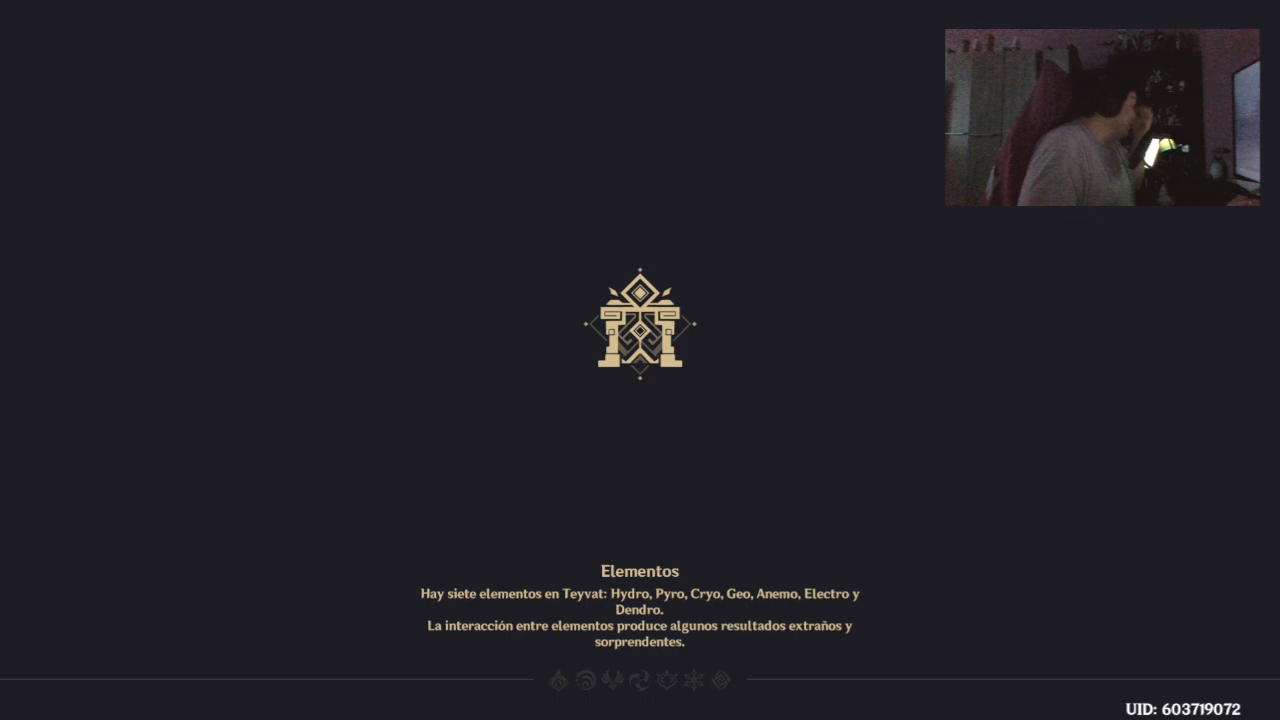 Elementos
Hay siete elementos en Teyvat: Hydro, Pyro, Cryo, Geo, Anemo, Electro y
Dendro.
La interacción entre elementos produce algunos resultados extraños y
sorprendentes.
UID: 603719072